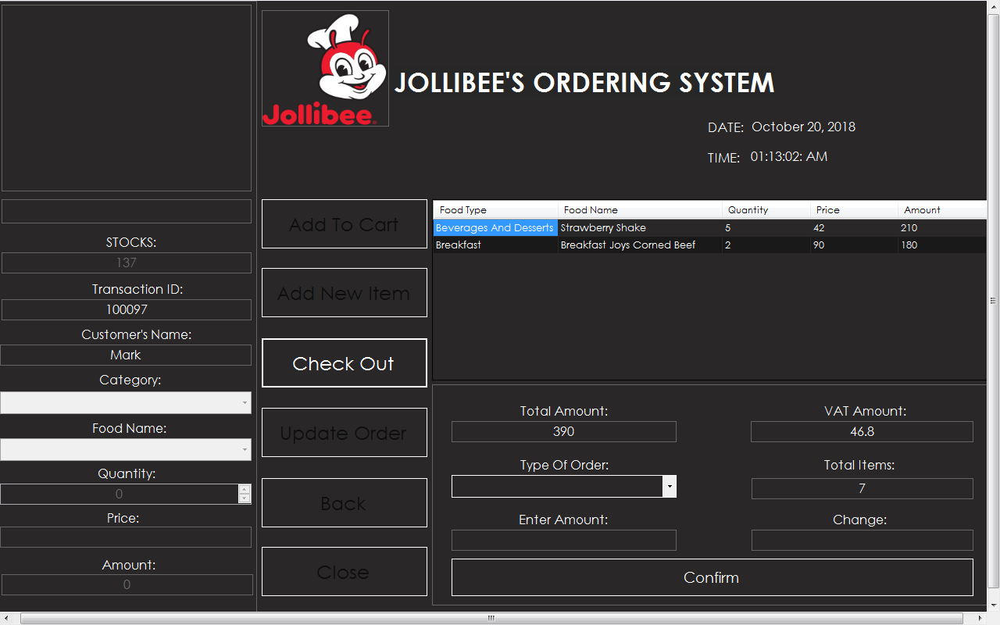 Jollibee
JOLLIBEE'S ORDERING SYSTEM
DATE: October 20, 2018
TIME: 01:13:02: AM
STOCKS:
137
Transaction ID:
100097
Customer's Name:
Mark
Category:
Food Name:
Quantity:
0
Price:
Amount:
0
Add To Cart
Add New Item
Check Out
Update Order
Back
Close
Food Type Food Name Quantity Price Amount
Beverages And Desserts Strawberry Shake 5 42 210
Breakfast Breakfast Joys Corned Beef 2 90 180
Total Amount: VAT Amount:
390 46.8
Type Of Order: Total Items:
7
Enter Amount: Change:
Confirm